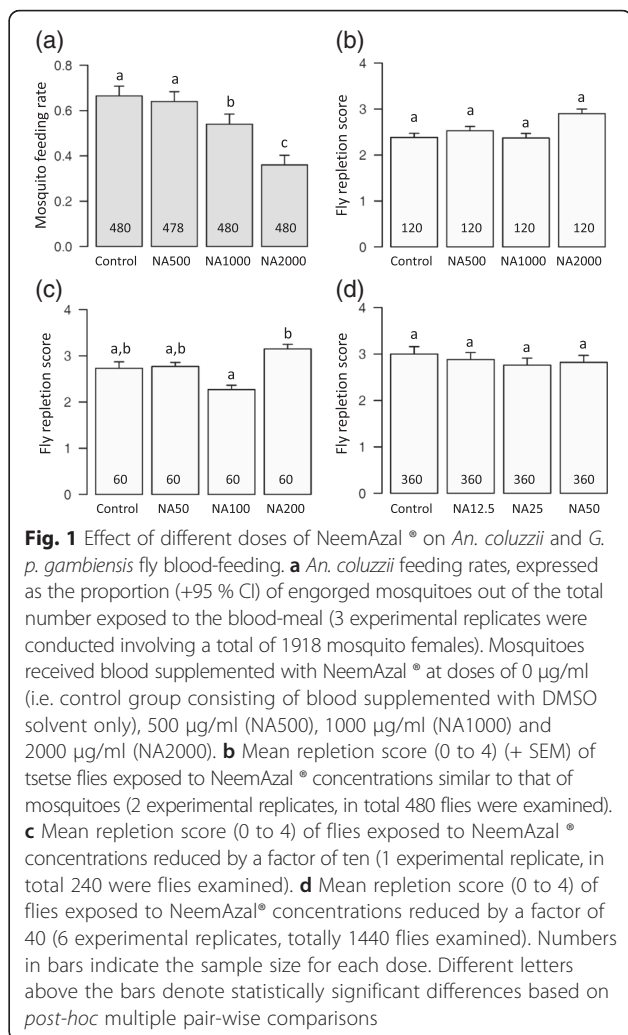 (a)
Mosquito feeding rate
0.8
0.6
0.4
0.2
0.0
a
a
b
c
480
478
480
480
Control
NA500
NA1000
NA2000
(b)
Fly repletion score
4
3
2
1
0
a
a
a
a
120
120
120
120
Control
NA500
NA1000
NA2000
(c)
Fly repletion score
4
3
2
1
0
a,b
a,b
a
b
60
60
60
60
Control
NA50
NA100
NA200
(d)
Fly repletion score
4
3
2
1
0
a
a
a
a
360
360
360
360
Control
NA12.5
NA25
NA50
Fig. 1 Effect of different doses of NeemAzal ® on An. coluzzii and G.
p. gambiensis fly blood-feeding. a An. coluzzii feeding rates, expressed
as the proportion (+95 % CI) of engorged mosquitoes out of the total
number exposed to the blood-meal (3 experimental replicates were
conducted involving a total of 1918 mosquito females). Mosquitoes
received blood supplemented with NeemAzal ® at doses of 0 μg/ml
(i.e. control group consisting of blood supplemented with DMSO
solvent only), 500 μg/ml (NA500), 1000 μg/ml (NA1000) and
2000 μg/ml (NA2000). b Mean repletion score (0 to 4) (+ SEM) of
tsetse flies exposed to NeemAzal ® concentrations similar to that of
mosquitoes (2 experimental replicates, in total 480 flies were examined).
c Mean repletion score (0 to 4) of flies exposed to NeemAzal ®
concentrations reduced by a factor of ten (1 experimental replicate, in
total 240 were flies examined). d Mean repletion score (0 to 4) of
flies exposed to NeemAzal® concentrations reduced by a factor of
40 (6 experimental replicates, totally 1440 flies examined). Numbers
in bars indicate the sample size for each dose. Different letters
above the bars denote statistically significant differences based on
post-hoc multiple pair-wise comparisons